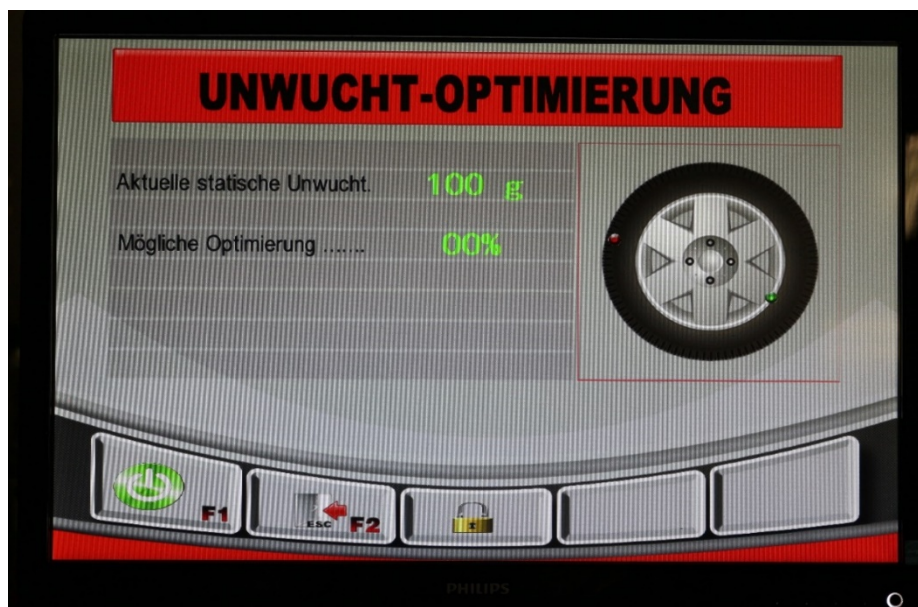 UNWUCHT-OPTIMIERUNG
Aktuelle statische Unwucht. 100 g
Mögliche Optimierung ....... 00%
F1
ESC F2
PHILIPS